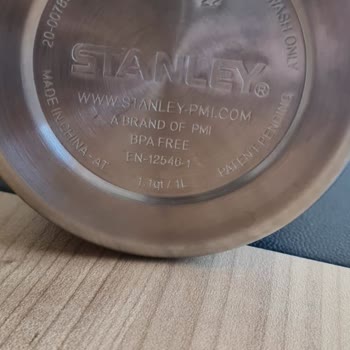 STANLEY®
WWW.STANLEY-PMI.COM
A BRAND OF PMI
BPA FREE
EN-12546-1
1.1qt / 1L
MADE IN CHINA
PATENT PENDING
WASH ONLY